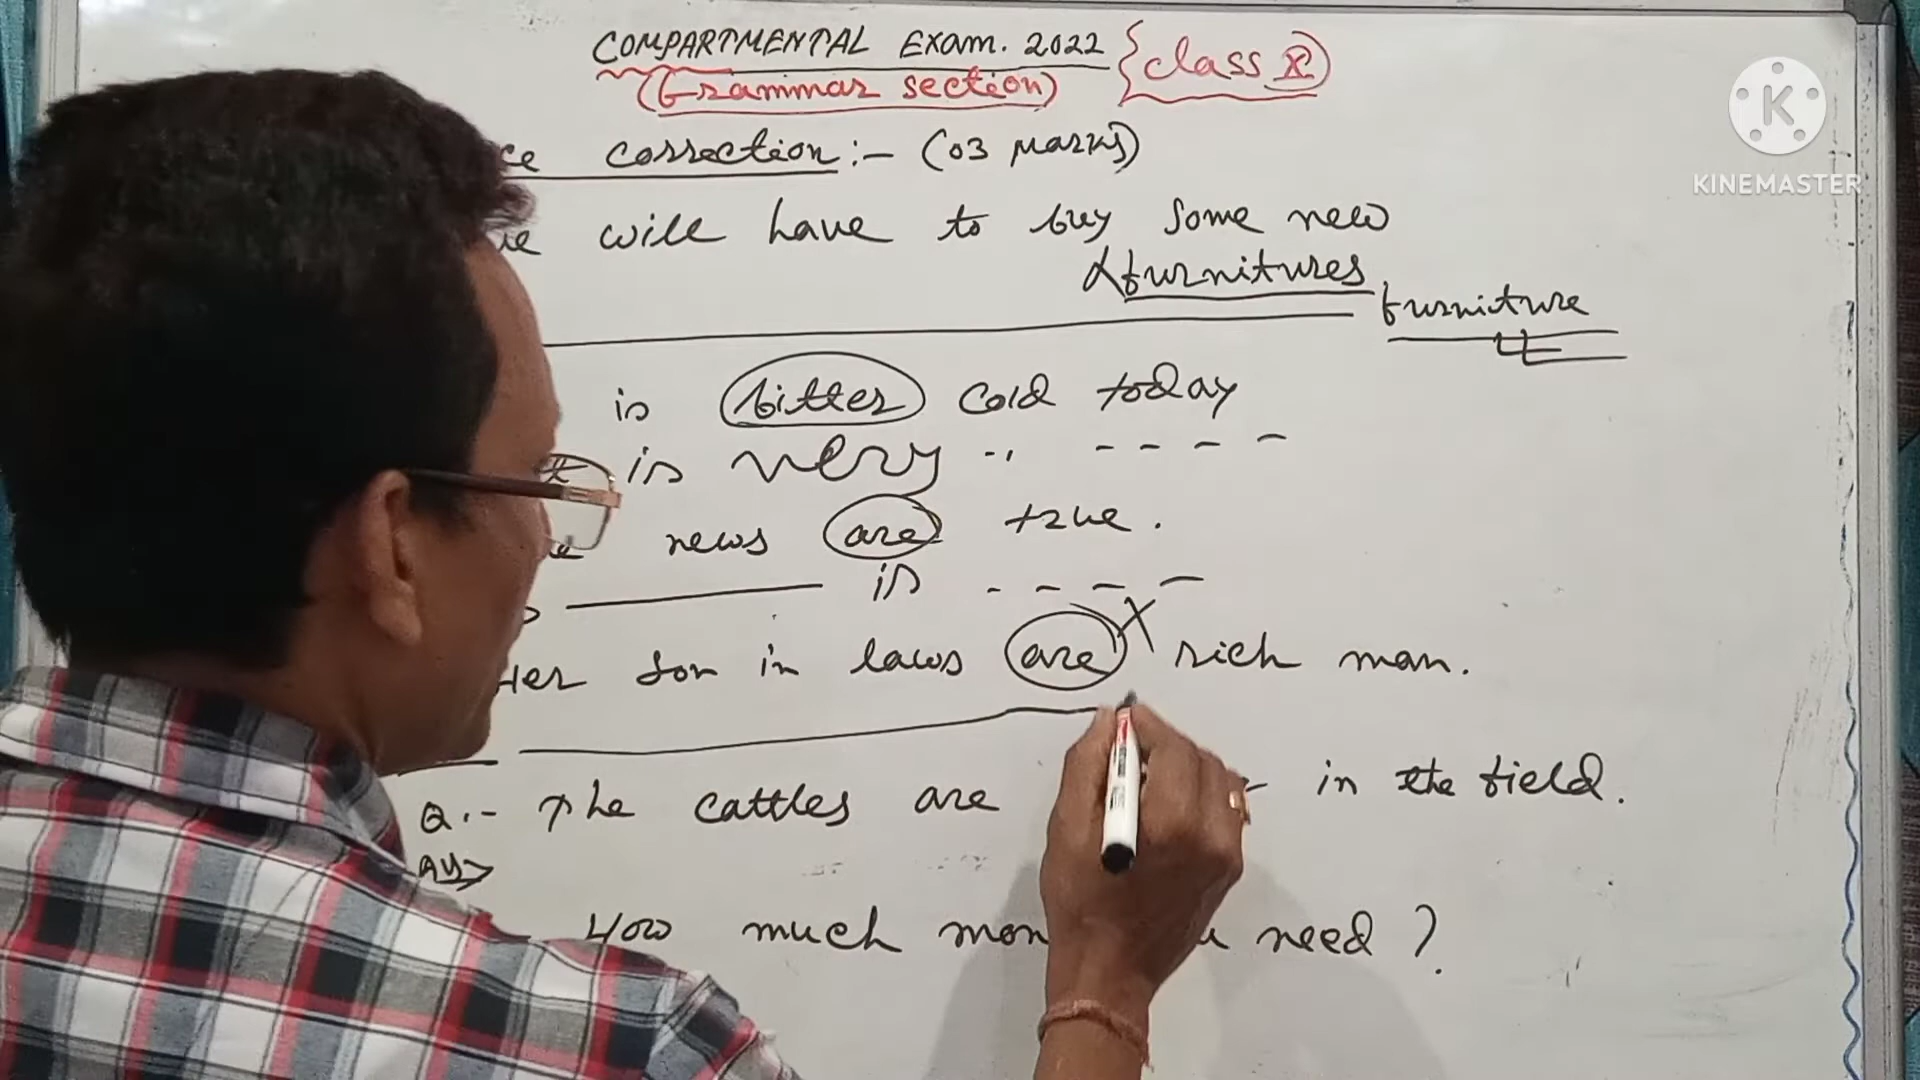 COMPARTMENTAL EXAM. 2022 {class X}
(Grammar section)
correction:- (03 Marks)
will have to buy some new
furnitures furniture
is bitter cold today
is very
news are true.
is
Her son in laws are rich man.
Q.- The cattles are in the field.
How much need ?
K
KINEMASTER